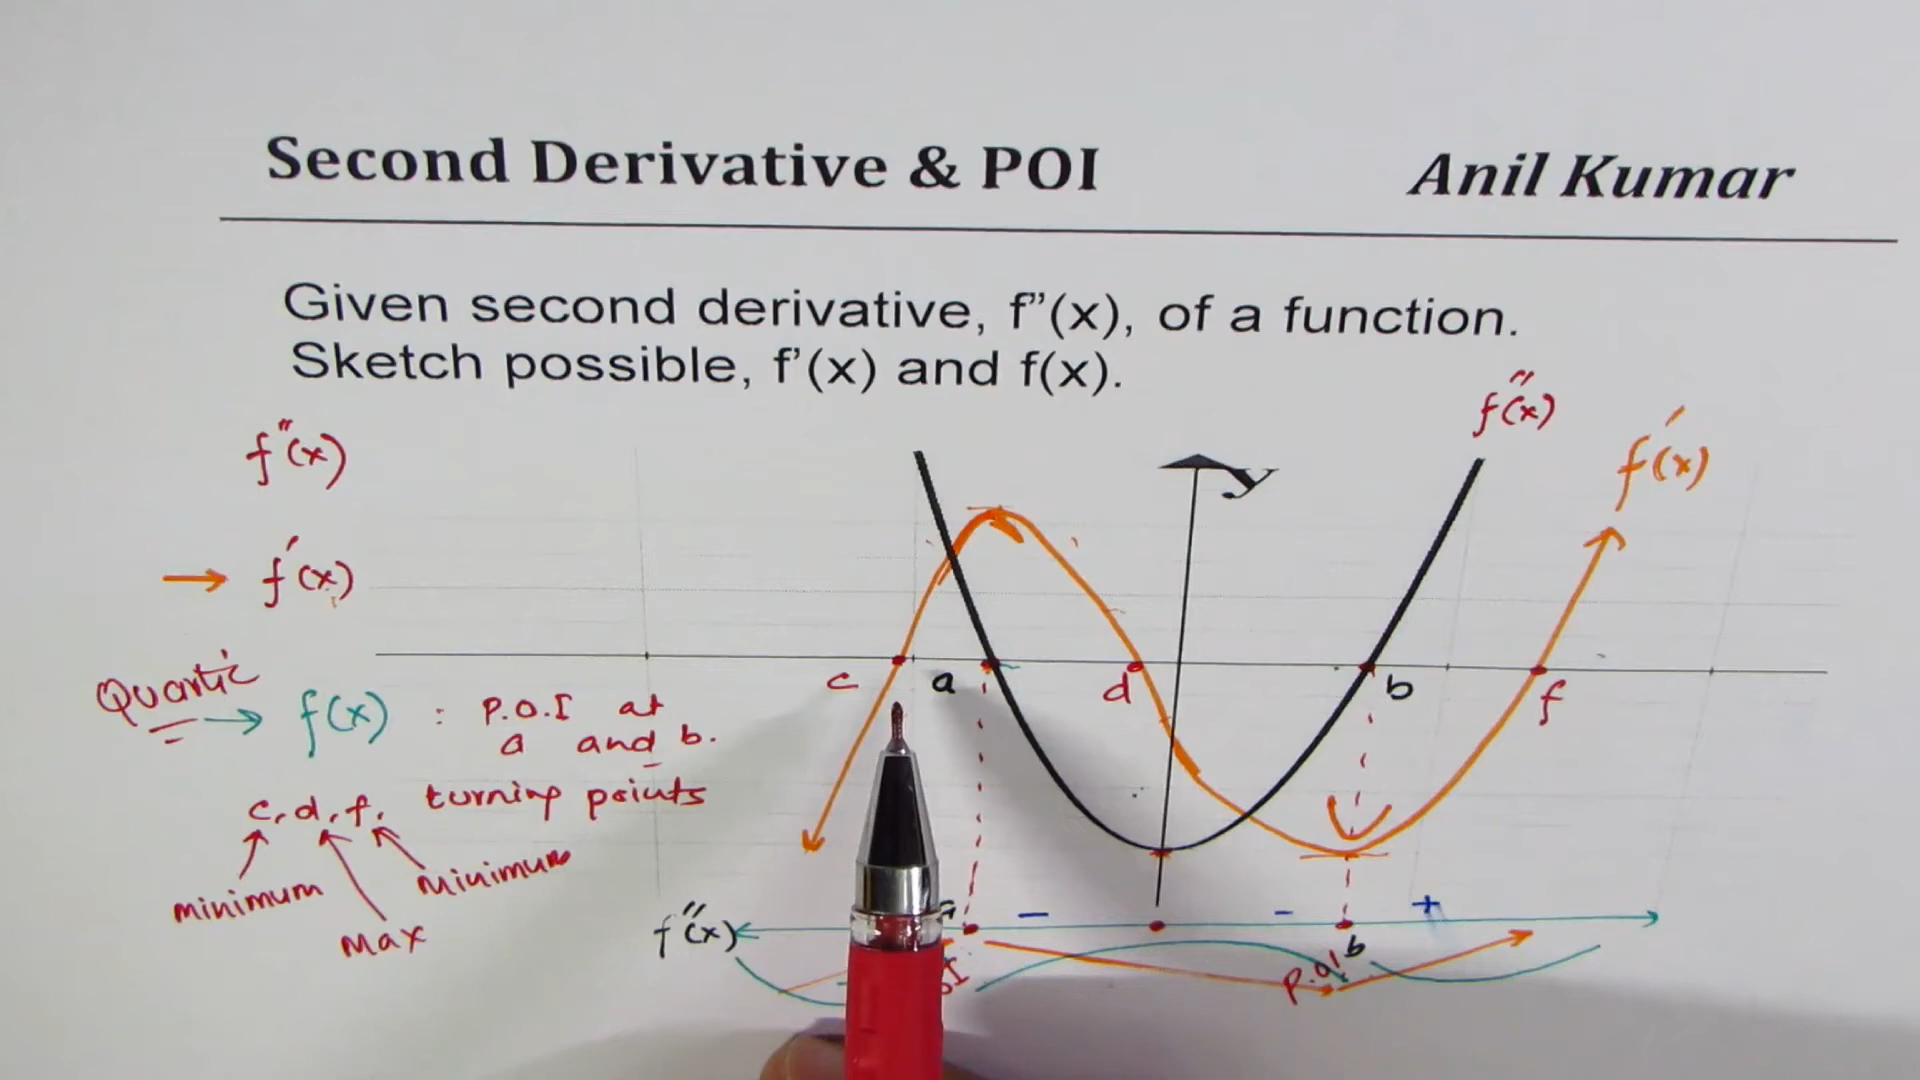 Second Derivative & POI
Anil Kumar
Given second derivative, f”(x), of a function.
Sketch possible, f’(x) and f(x).
f"(x)
f"(x)
f'(x)
y
→ f'(x)
Quartic
→ f(x) : P.O.I at
a and b.
c a d b f
c, d, f, turning points
minimum
Max
Minimum
f"(x)
- - +
b
P.OI